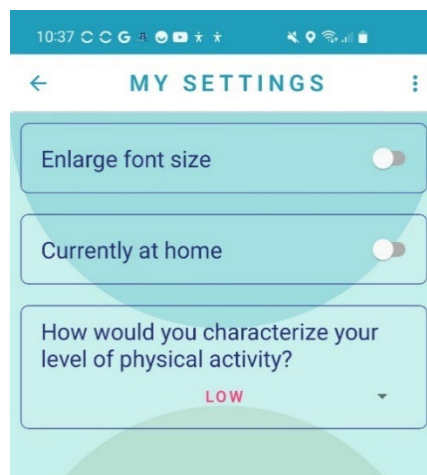 10:37
MY SETTINGS
Enlarge font size
Currently at home
How would you characterize your
level of physical activity?
LOW